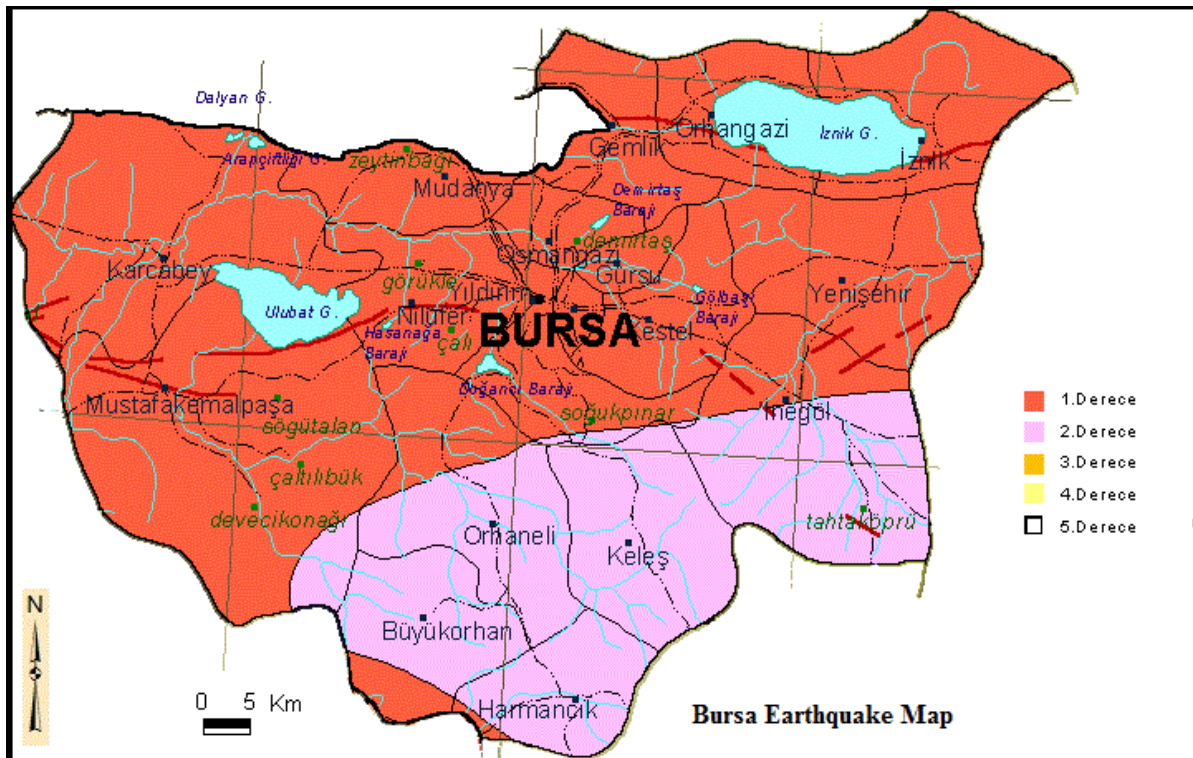 Dalyan G.
Arapçiftliği G.
zeytinbağı
Mudanya
Gemlik
Orhangazi
İznik G.
İznik
Demirtaş
Barajı
Osmangazi
demirtaş
Gürsu
Karcabey
görükle
Ulubat G.
Nilüfer
Yıldırım
Gölbaşı
Barajı
Yenişehir
Hasanağa
Barajı
çalı
BURSA
Kestel
Doğancı Barajı
Mustafakemalpaşa
sögütalan
soğukpınar
İnegöl
çaltılıbük
devecikonağı
Orhaneli
Keleş
tahtaköprü
Büyükorhan
Harmancık
1.Derece
2.Derece
3.Derece
4.Derece
5.Derece
N
0 5 Km
Bursa Earthquake Map